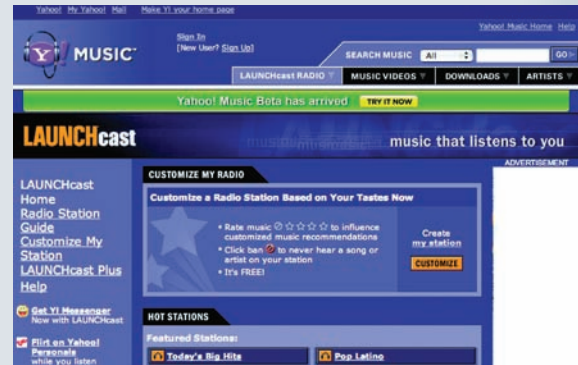 Yahoo! My Yahoo! Mail Make Y! your home page
Yahoo! Music Home Help
Y! MUSIC
Sign In
[New User? Sign Up]
SEARCH MUSIC All GO
LAUNCHcast RADIO MUSIC VIDEOS DOWNLOADS ARTISTS
Yahoo! Music Beta has arrived TRY IT NOW
LAUNCHcast
music that listens to you
ADVERTISEMENT
LAUNCHcast
Home
Radio Station
Guide
Customize My
Station
LAUNCHcast Plus
Help
Get Y! Messenger
Now with LAUNCHcast
Flirt on Yahoo!
Personals
while you listen
CUSTOMIZE MY RADIO
Customize a Radio Station Based on Your Tastes Now
• Rate music to influence
customized music recommendations
• Click ban to never hear a song or
artist on your station
• It's FREE!
Create
my station
CUSTOMIZE
HOT STATIONS
Featured Stations:
Today's Big Hits Pop Latino